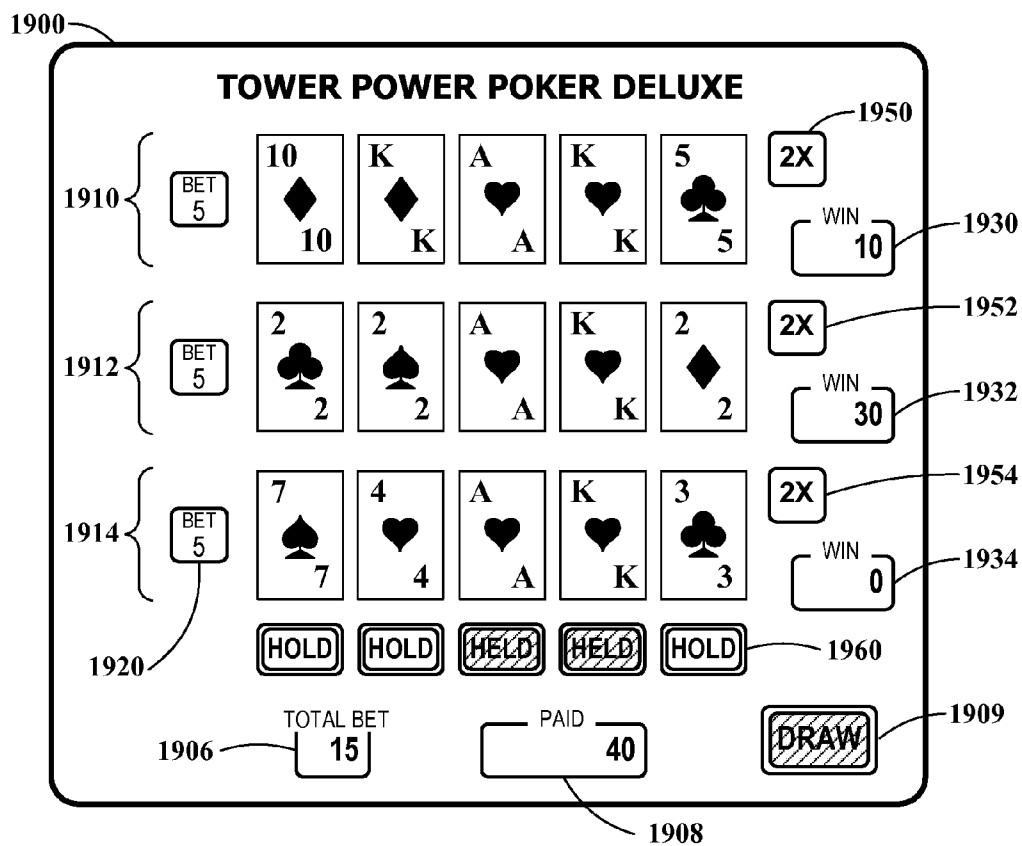 1900
TOWER POWER POKER DELUXE
1950
10 K A K 5 2X
1910 BET 5
10 K A K 5
WIN 10 1930
2 2 A K 2 2X 1952
1912 BET 5
2 2 A K 2
WIN 30 1932
7 4 A K 3 2X 1954
1914 BET 5
7 4 A K 3
WIN 0 1934
1920
HOLD HOLD HELD HELD HOLD 1960
TOTAL BET PAID
1906 15 40 DRAW 1909
1908